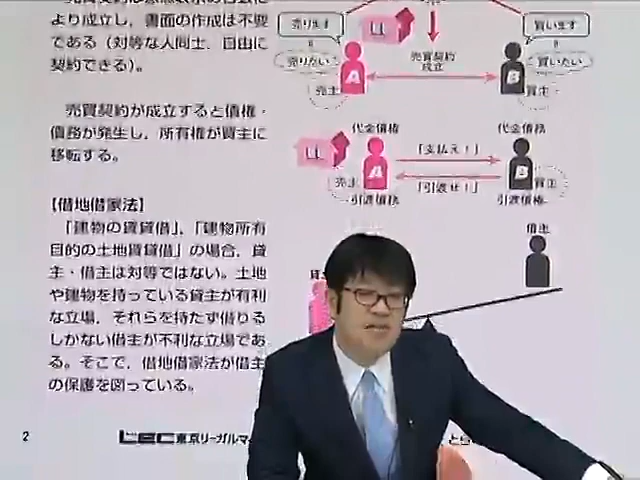 より成立し、書面の作成は不要
である（対等な人同士、自由に
契約できる）。
売買契約が成立すると債権・
債務が発生し、所有権が買主に
移転する。
【借地借家法】
「建物の賃貸借」、「建物所有
目的の土地賃貸借」の場合、貸
主・借主は対等ではない。土地
や建物を持っている貸主が有利
な立場、それらを持たず借りる
しかない借主が不利な立場であ
る。そこで、借地借家法が借主
の保護を図っている。
売ります
買います
売りたい
買いたい
売買契約
成立
A
B
売主
買主
代金債権
代金債務
「支払え！」
A
B
「引渡せ！」
売主
買主
引渡債務
引渡債権
借主
2
LEC東京リーガルマ